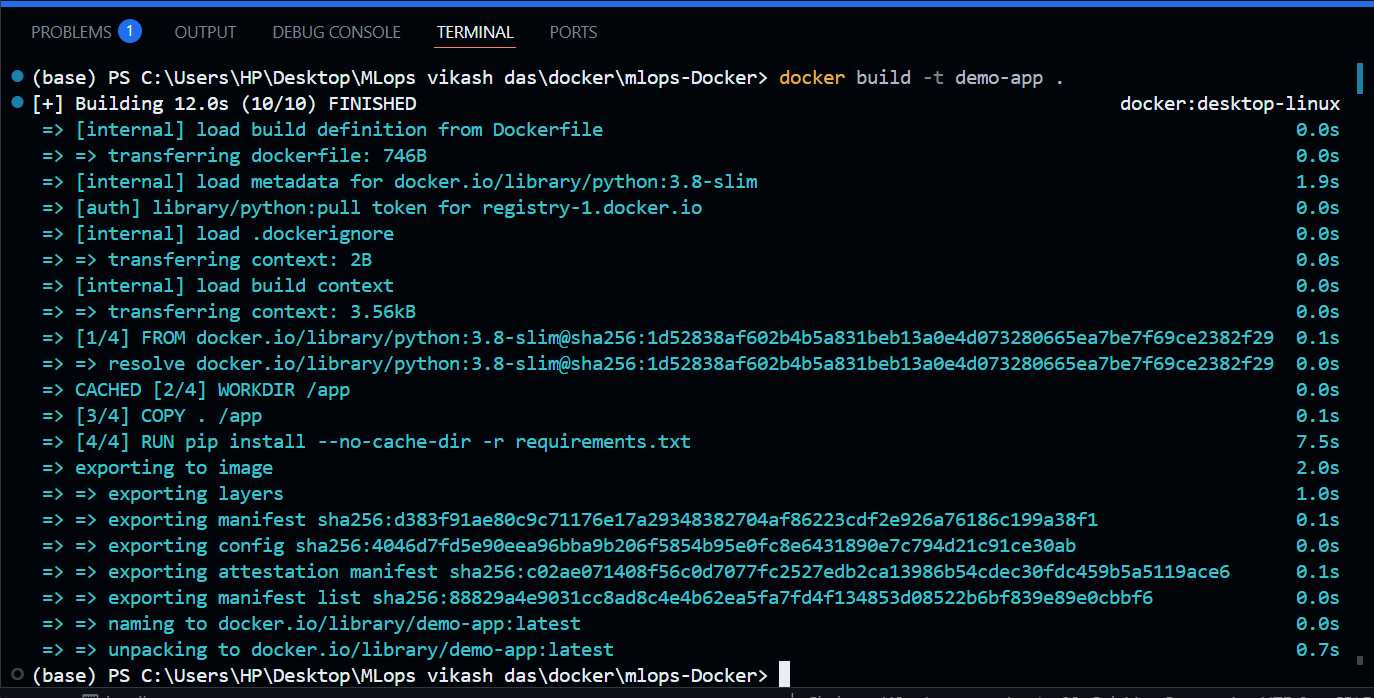 PROBLEMS 1 OUTPUT DEBUG CONSOLE TERMINAL PORTS
(base) PS C:\Users\HP\Desktop\MLops vikash das\docker\mlops-Docker> docker build -t demo-app .
[+] Building 12.0s (10/10) FINISHED docker:desktop-linux
=> [internal] load build definition from Dockerfile 0.0s
=> => transferring dockerfile: 746B 0.0s
=> [internal] load metadata for docker.io/library/python:3.8-slim 1.9s
=> [auth] library/python:pull token for registry-1.docker.io 0.0s
=> [internal] load .dockerignore 0.0s
=> => transferring context: 2B 0.0s
=> [internal] load build context 0.0s
=> => transferring context: 3.56kB 0.0s
=> [1/4] FROM docker.io/library/python:3.8-slim@sha256:1d52838af602b4b5a831beb13a0e4d073280665ea7be7f69ce2382f29 0.1s
=> => resolve docker.io/library/python:3.8-slim@sha256:1d52838af602b4b5a831beb13a0e4d073280665ea7be7f69ce2382f29 0.0s
=> CACHED [2/4] WORKDIR /app 0.0s
=> [3/4] COPY . /app 0.1s
=> [4/4] RUN pip install --no-cache-dir -r requirements.txt 7.5s
=> exporting to image 2.0s
=> => exporting layers 1.0s
=> => exporting manifest sha256:d383f91ae80c9c71176e17a29348382704af86223cdf2e926a76186c199a38f1 0.1s
=> => exporting config sha256:4046d7fd5e90eea96bba9b206f5854b95e0fc8e6431890e7c794d21c91ce30ab 0.0s
=> => exporting attestation manifest sha256:c02ae071408f56c0d7077fc2527edb2ca13986b54cdec30fdc459b5a5119ace6 0.1s
=> => exporting manifest list sha256:88829a4e9031cc8ad8c4e4b62ea5fa7fd4f134853d08522b6bf839e89e0cbbf6 0.0s
=> => naming to docker.io/library/demo-app:latest 0.0s
=> => unpacking to docker.io/library/demo-app:latest 0.7s
(base) PS C:\Users\HP\Desktop\MLops vikash das\docker\mlops-Docker>